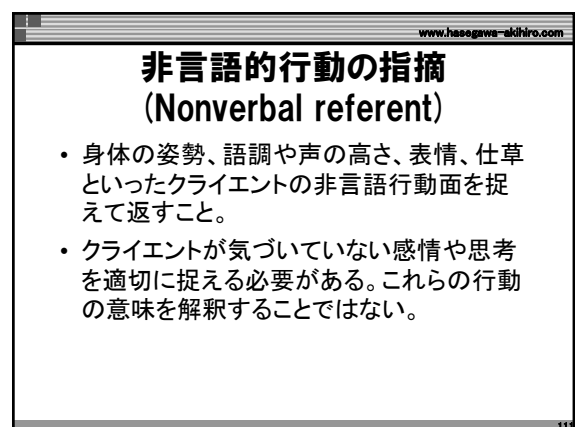 www.hasegawa-akihiro.com
非言語的行動の指摘
(Nonverbal referent)
• 身体の姿勢、語調や声の高さ、表情、仕草
といったクライエントの非言語行動面を捉
えて返すこと。
• クライエントが気づいていない感情や思考
を適切に捉える必要がある。これらの行動
の意味を解釈することではない。
111